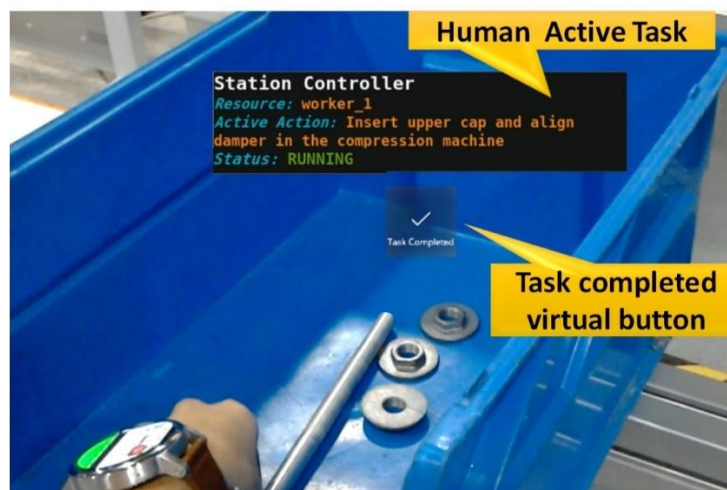 Human Active Task
Station Controller
Resource: worker_1
Active Action: Insert upper cap and align
damper in the compression machine
Status: RUNNING
Task Completed
Task completed
virtual button